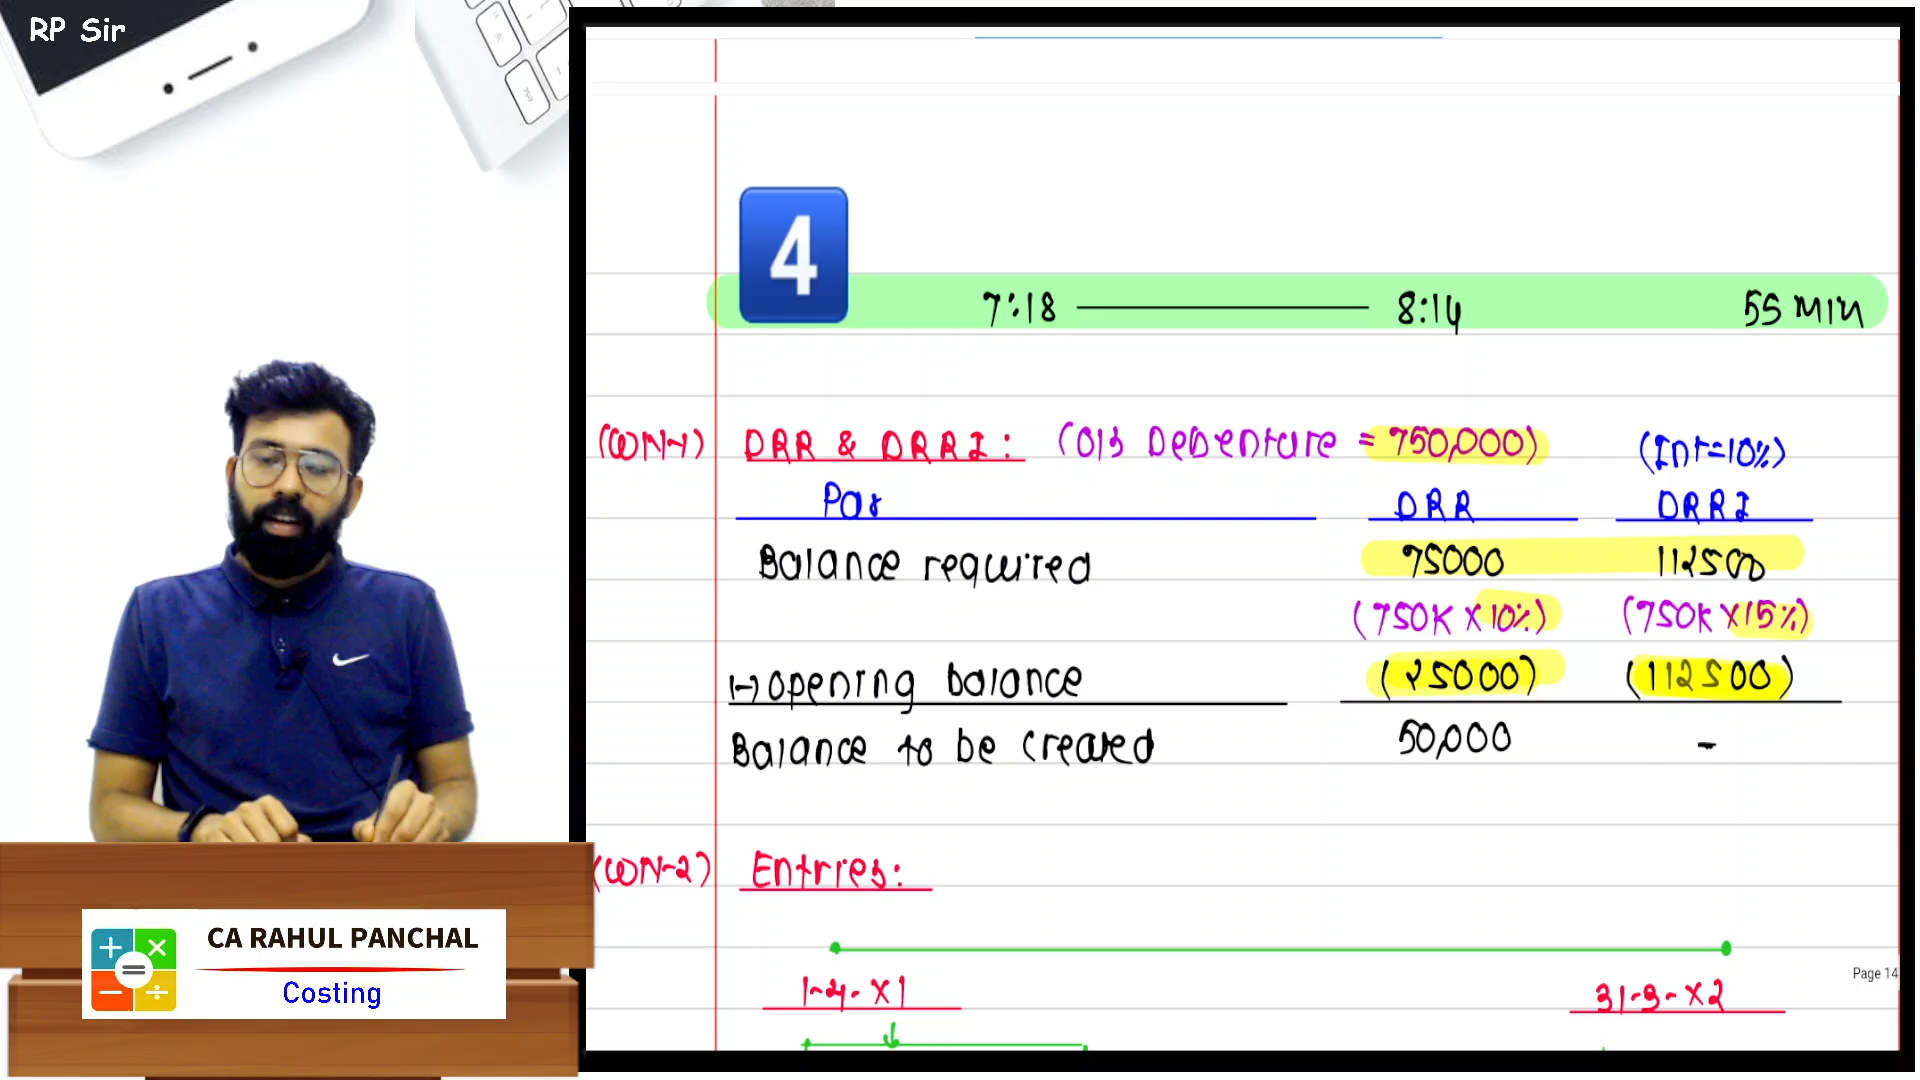 RP Sir
4
7:18 — 8:14 55 MIN
(WN-1) DRR & DRRI: (O/s Debenture = 750,000) (Int=10%)
Par DRR DRRI
Balance required 75000 112500
(750K X 10%) (750K X 15%)
(-) opening balance (25000) (112500)
Balance to be created 50,000 -
(WN-2) Entries:
1-4-X1 31-3-X2
Page 14
CA RAHUL PANCHAL
Costing